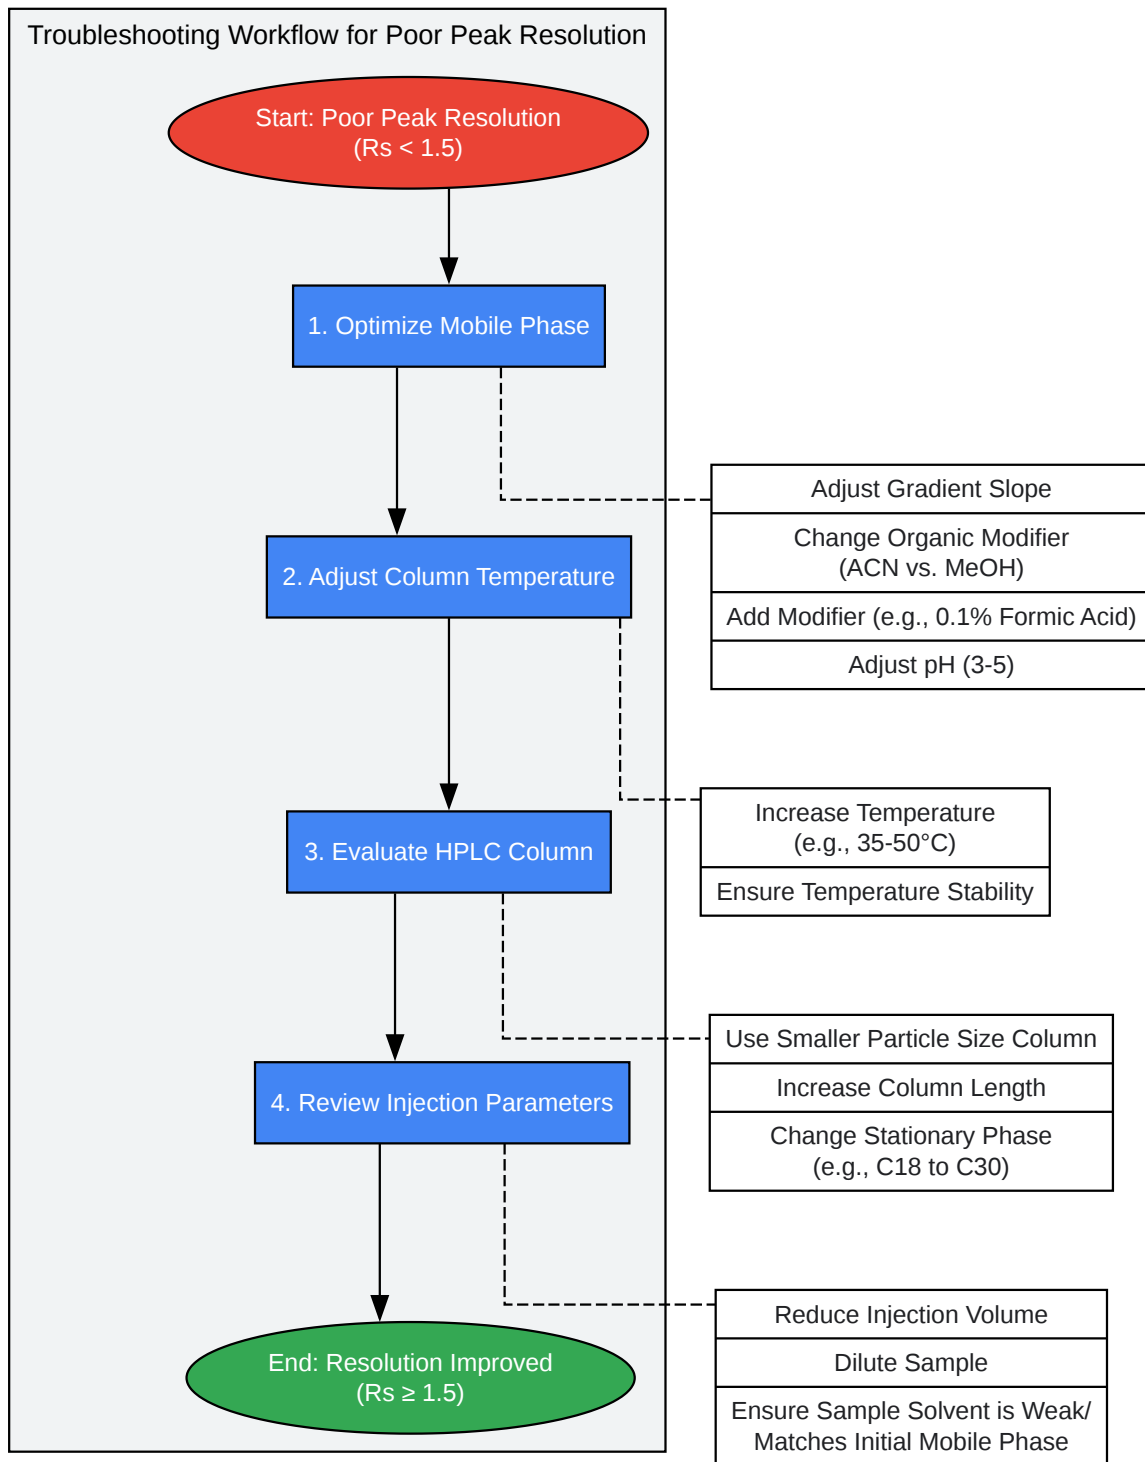 Troubleshooting Workflow for Poor Peak Resolution
Start: Poor Peak Resolution
(Rs < 1.5)
1. Optimize Mobile Phase
Adjust Gradient Slope
Change Organic Modifier
(ACN vs. MeOH)
Add Modifier (e.g., 0.1% Formic Acid)
Adjust pH (3-5)
2. Adjust Column Temperature
Increase Temperature
(e.g., 35-50°C)
Ensure Temperature Stability
3. Evaluate HPLC Column
Use Smaller Particle Size Column
Increase Column Length
Change Stationary Phase
(e.g., C18 to C30)
4. Review Injection Parameters
Reduce Injection Volume
Dilute Sample
Ensure Sample Solvent is Weak/
Matches Initial Mobile Phase
End: Resolution Improved
(Rs ≥ 1.5)